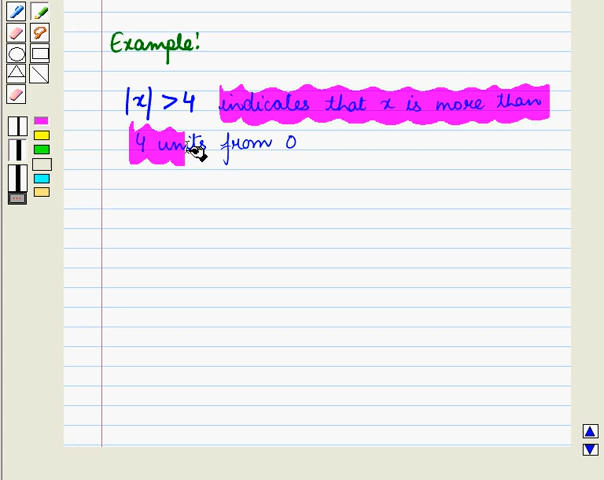 Example!
|x| > 4 indicates that x is more than
4 units from 0